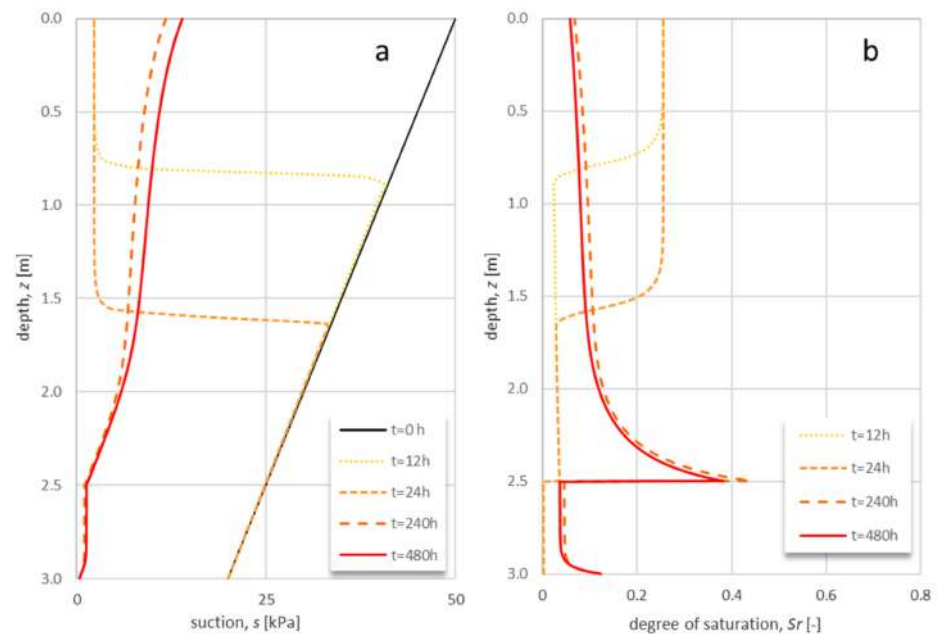 a
0.0
0.5
1.0
1.5
2.0
2.5
3.0
depth, z [m]
0
25
50
suction, s [kPa]
t=0 h
t=12h
t=24h
t=240h
t=480h
b
0.0
0.5
1.0
1.5
2.0
2.5
3.0
depth, z [m]
0
0.2
0.4
0.6
0.8
degree of saturation, Sr [-]
t=12h
t=24h
t=240h
t=480h